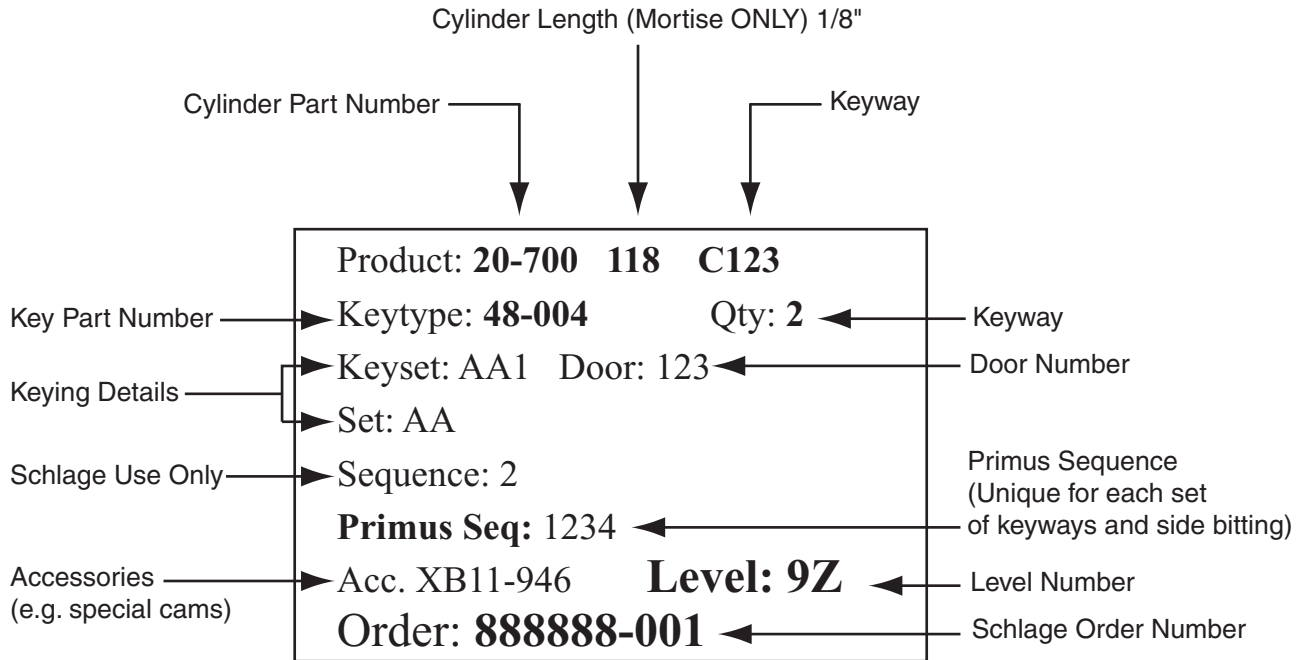 Cylinder Length (Mortise ONLY) 1/8"
Cylinder Part Number
Keyway
Product: 20-700 118 C123
Key Part Number
Keytype: 48-004 Qty: 2
Keyway
Keying Details
Keyset: AA1 Door: 123
Door Number
Set: AA
Schlage Use Only
Sequence: 2
Primus Sequence
(Unique for each set
of keyways and side bitting)
Primus Seq: 1234
Accessories
(e.g. special cams)
Acc. XB11-946 Level: 9Z
Level Number
Order: 888888-001
Schlage Order Number